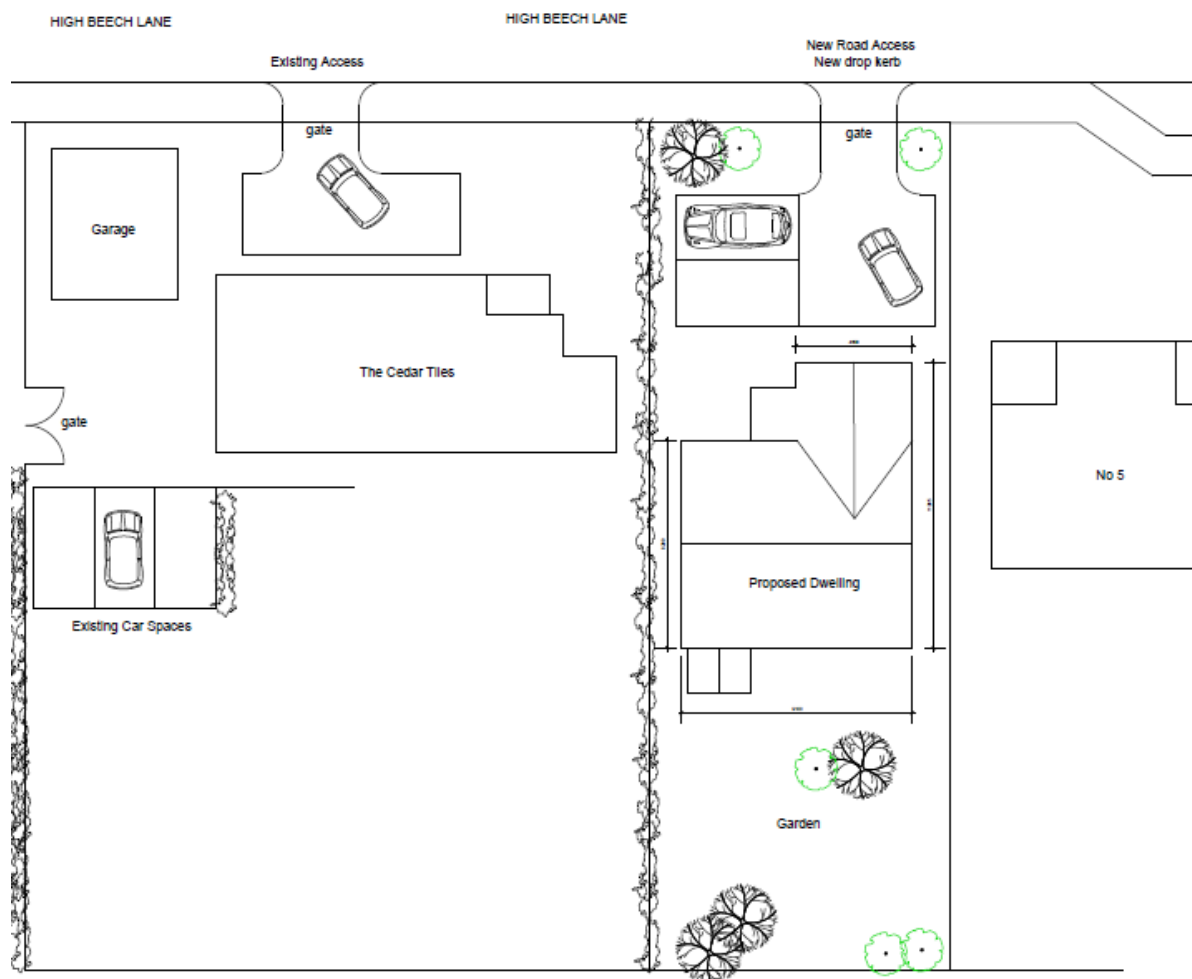 HIGH BEECH LANE
HIGH BEECH LANE
Existing Access
New Road Access
New drop kerb
gate
gate
Garage
The Cedar Tiles
gate
No 5
Proposed Dwelling
Existing Car Spaces
Garden